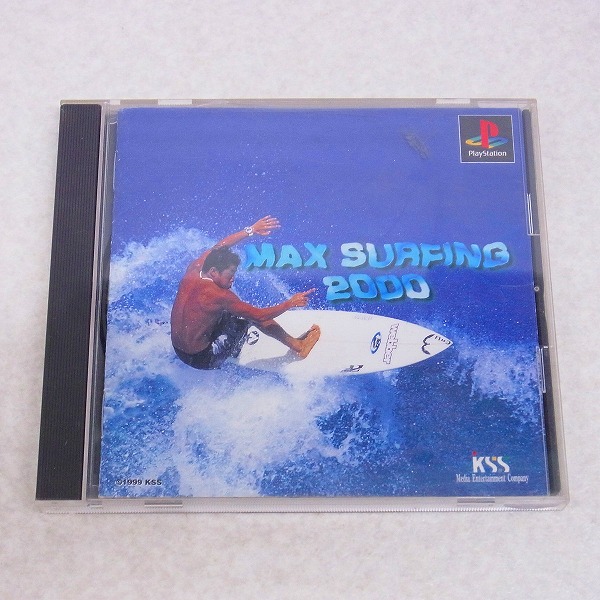 PlayStation
MAX SURFING
2000
©1999 KSS
KSS
Media Entertainment Company